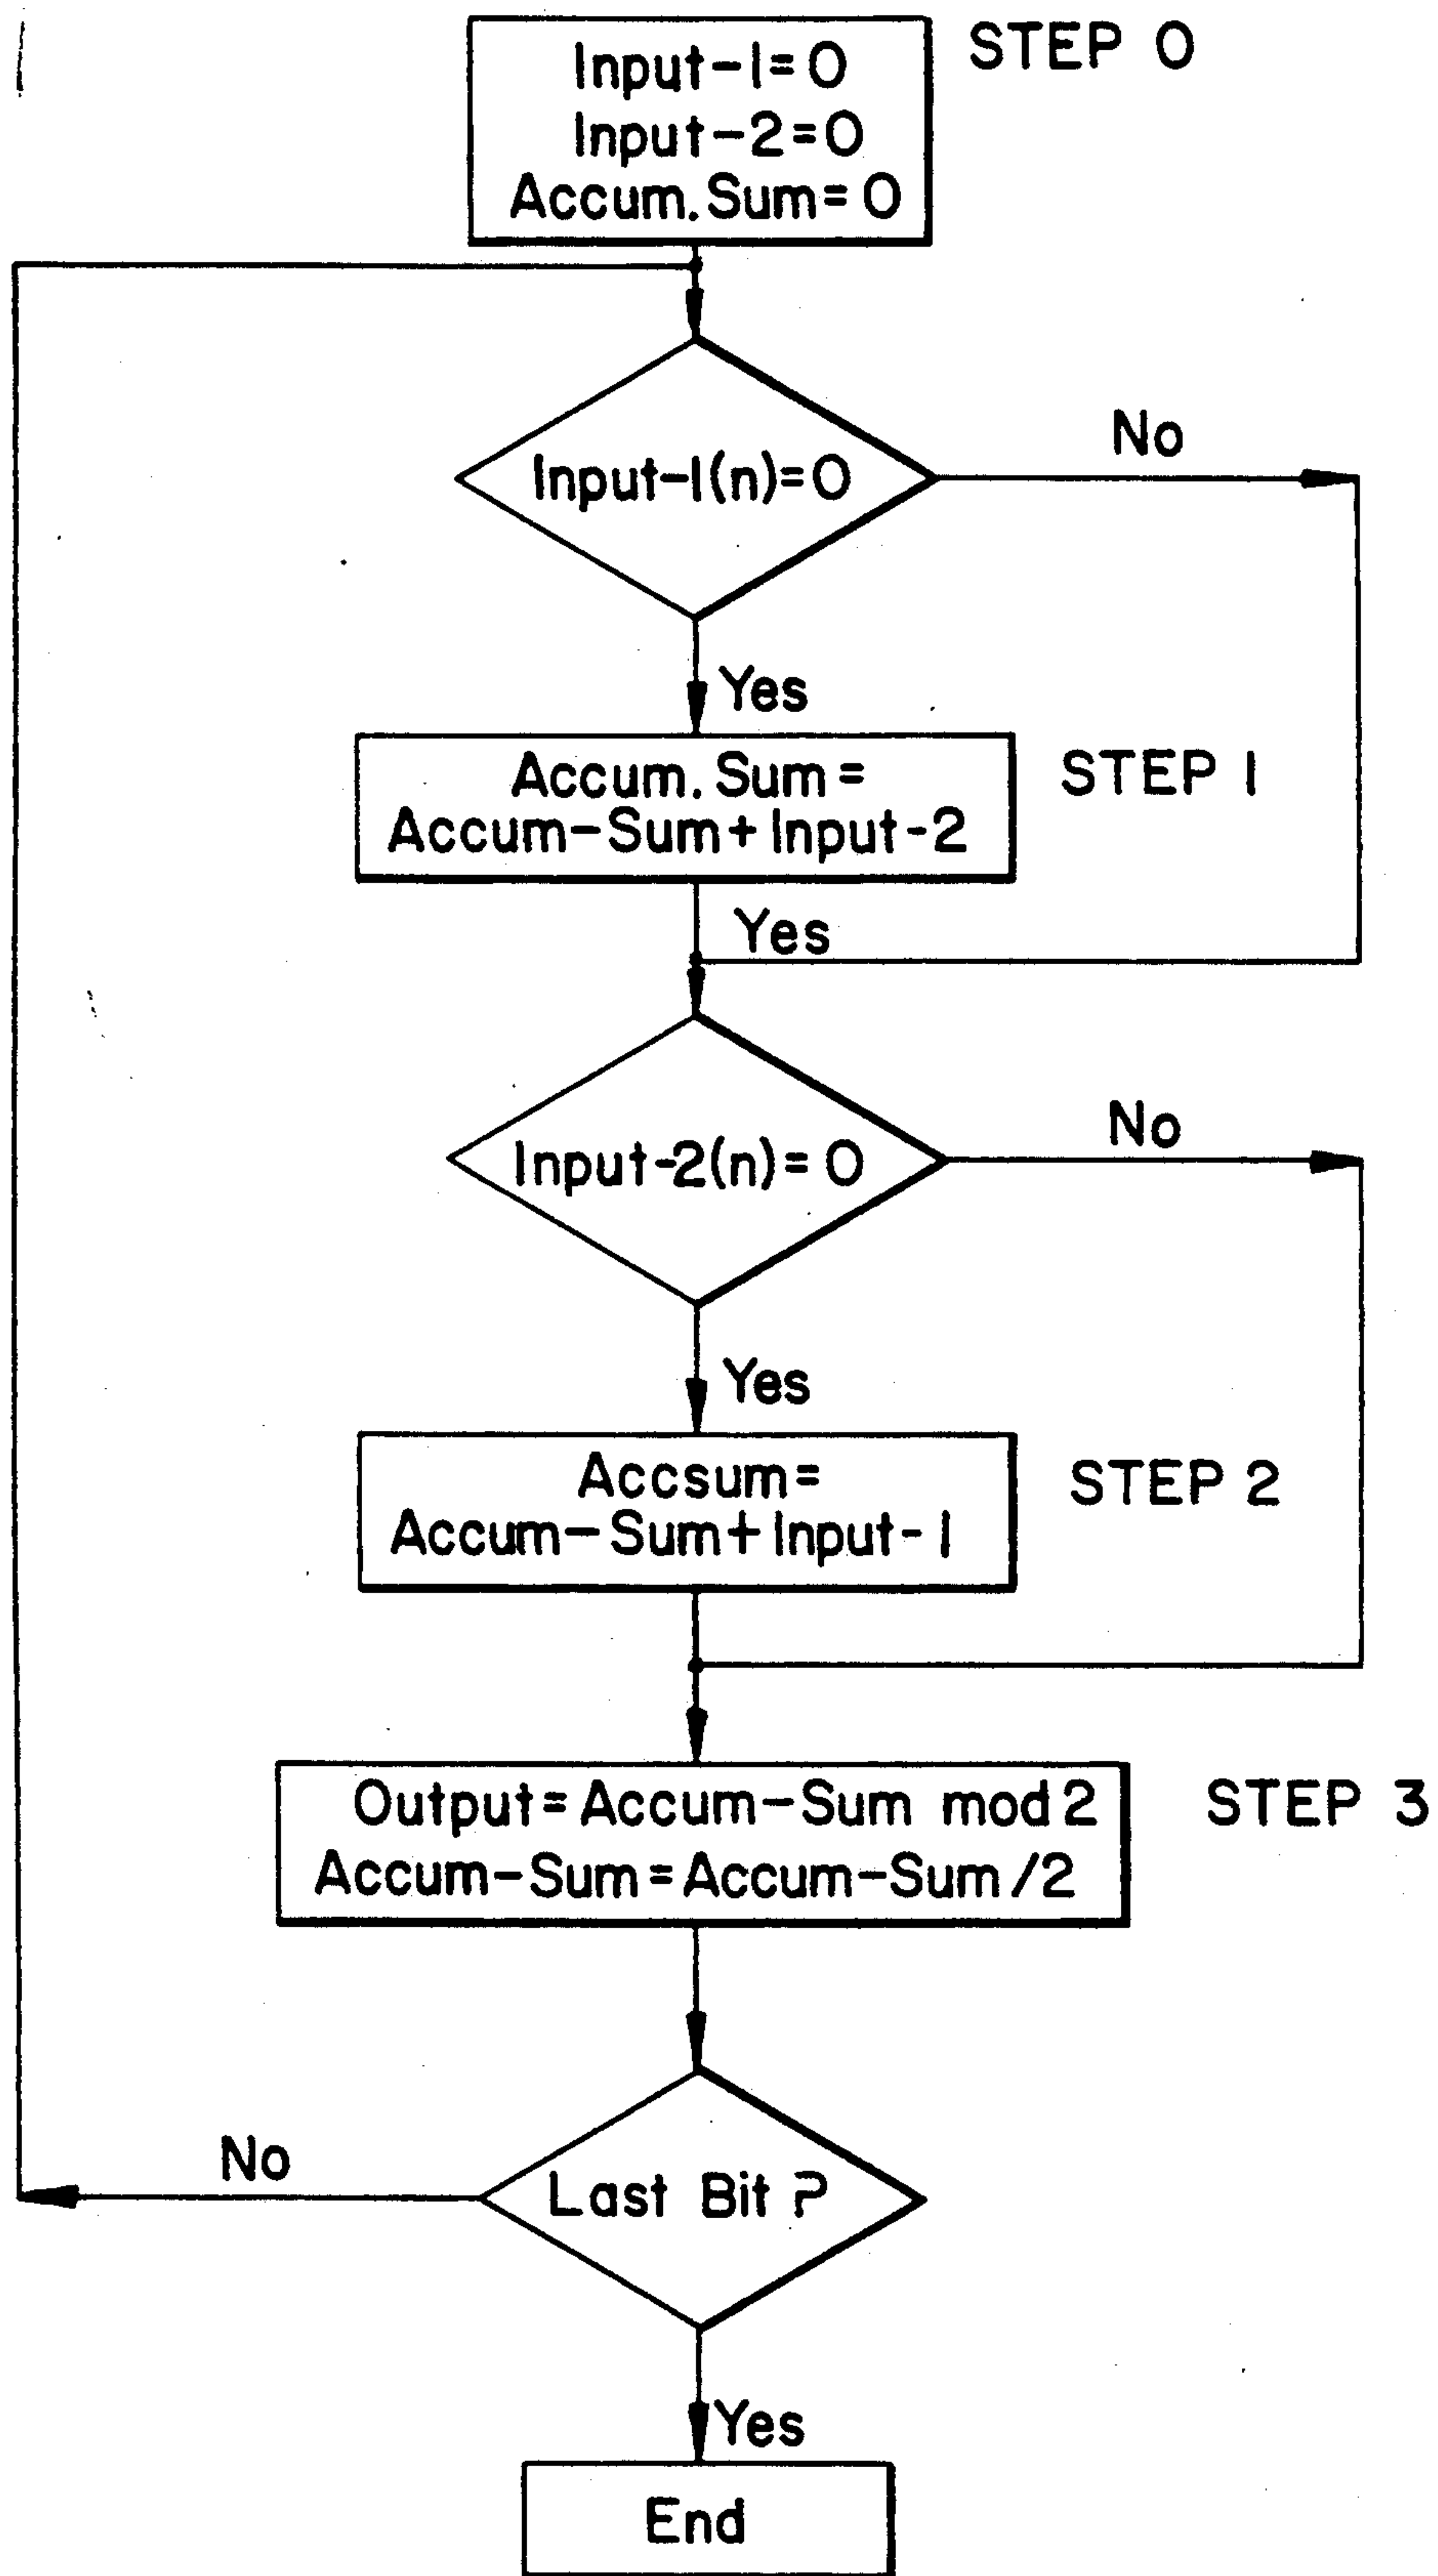 Input-1=0
Input-2=0
Accum. Sum=0
STEP 0
Input-1(n)=0
No
Yes
Accum. Sum=
Accum-Sum+Input-2
STEP 1
Yes
Input-2(n)=0
No
Yes
Accsum=
Accum-Sum+Input-1
STEP 2
Output=Accum-Sum mod 2
Accum-Sum=Accum-Sum/2
STEP 3
Last Bit?
No
Yes
End